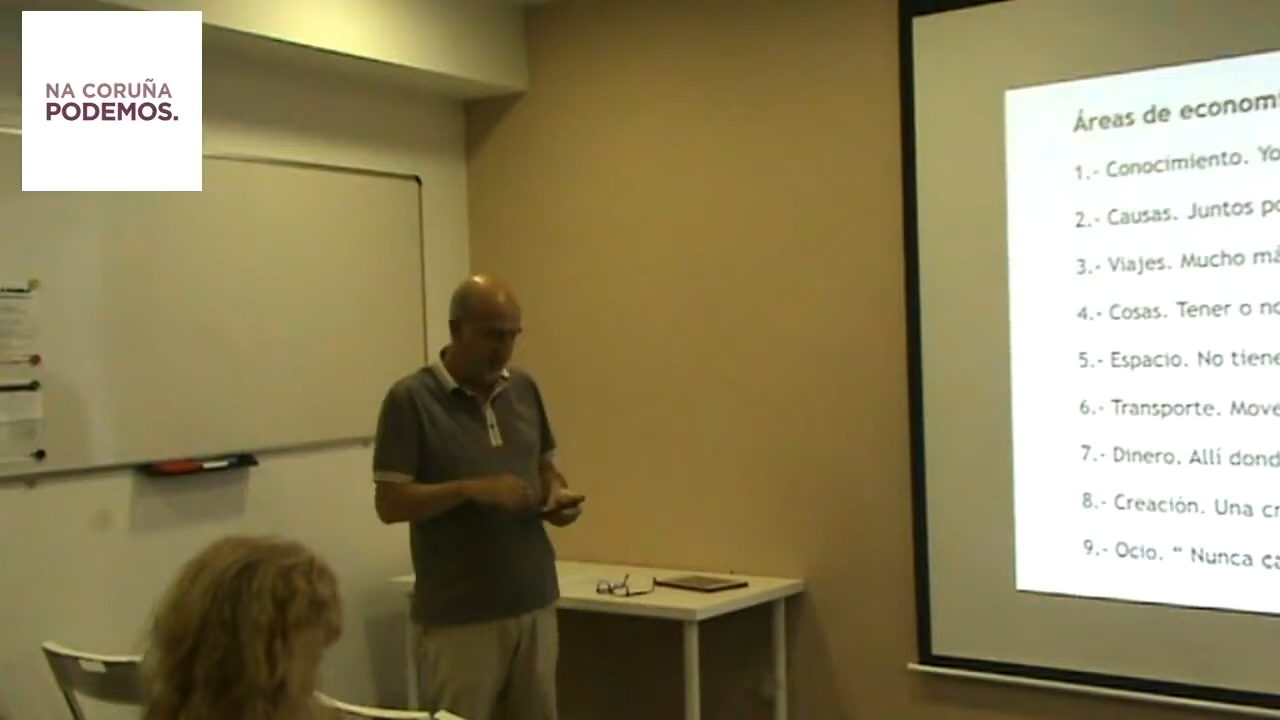 NA CORUÑA
PODEMOS.
Áreas de econom
1.- Conocimiento. Yo
2.- Causas. Juntos po
3.- Viajes. Mucho má
4.- Cosas. Tener o no
5.- Espacio. No tiene
6.- Transporte. Move
7.- Dinero. Allí dond
8.- Creación. Una cr
9.- Ocio. “ Nunca ca